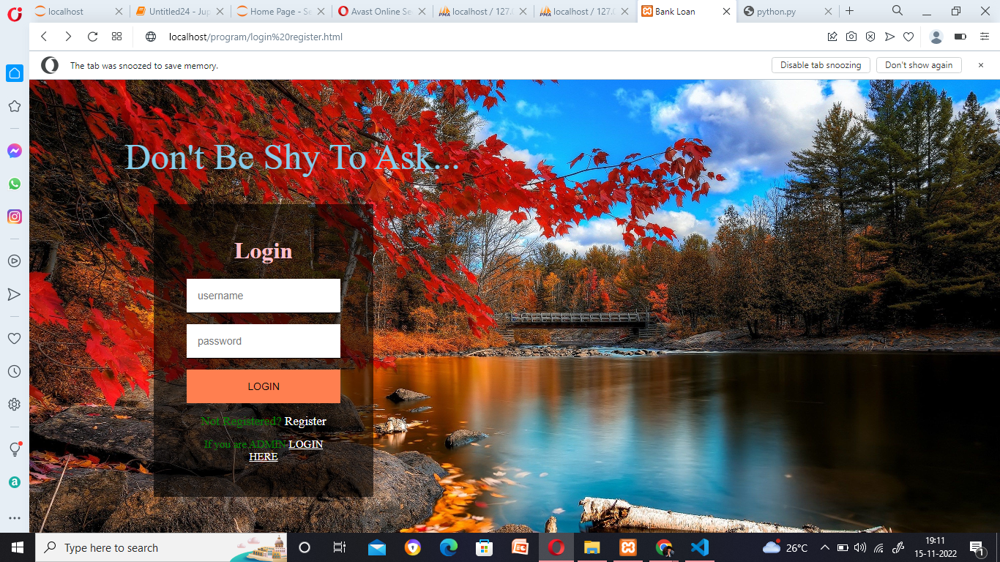 localhost
Untitled24 - Jup
Home Page - Se
Avast Online Se
localhost / 127.0
localhost / 127.0
Bank Loan
python.py
localhost/program/login%20register.html
The tab was snoozed to save memory.
Disable tab snoozing
Don't show again
Don't Be Shy To Ask...
Login
username
password
LOGIN
Not Registered? Register
If you are ADMIN LOGIN
HERE
Type here to search
26°C
19:11
15-11-2022
1